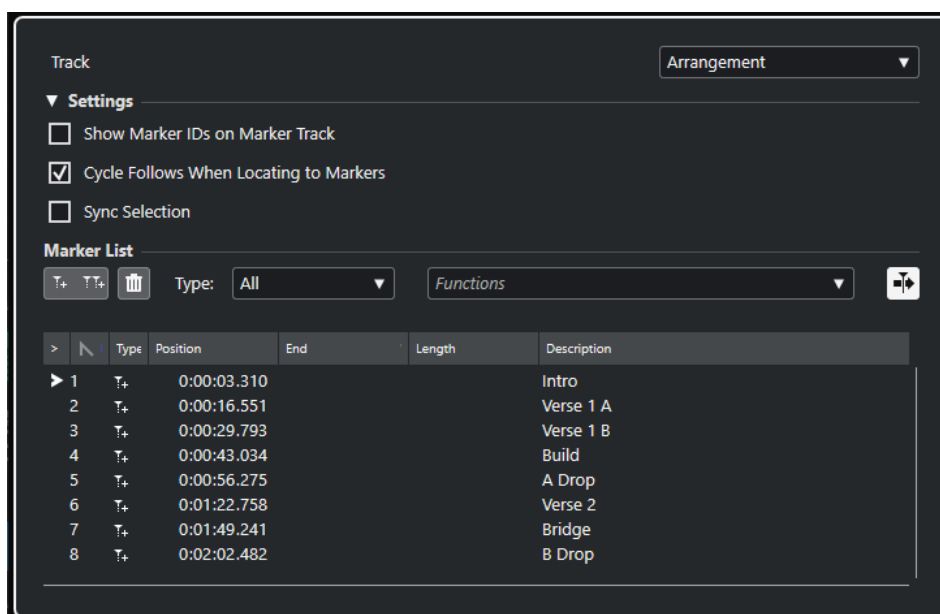 Track Arrangement
Settings
Show Marker IDs on Marker Track
Cycle Follows When Locating to Markers
Sync Selection
Marker List
Type: All Functions
> Type Position End Length Description
1 0:00:03.310 Intro
2 0:00:16.551 Verse 1 A
3 0:00:29.793 Verse 1 B
4 0:00:43.034 Build
5 0:00:56.275 A Drop
6 0:01:22.758 Verse 2
7 0:01:49.241 Bridge
8 0:02:02.482 B Drop